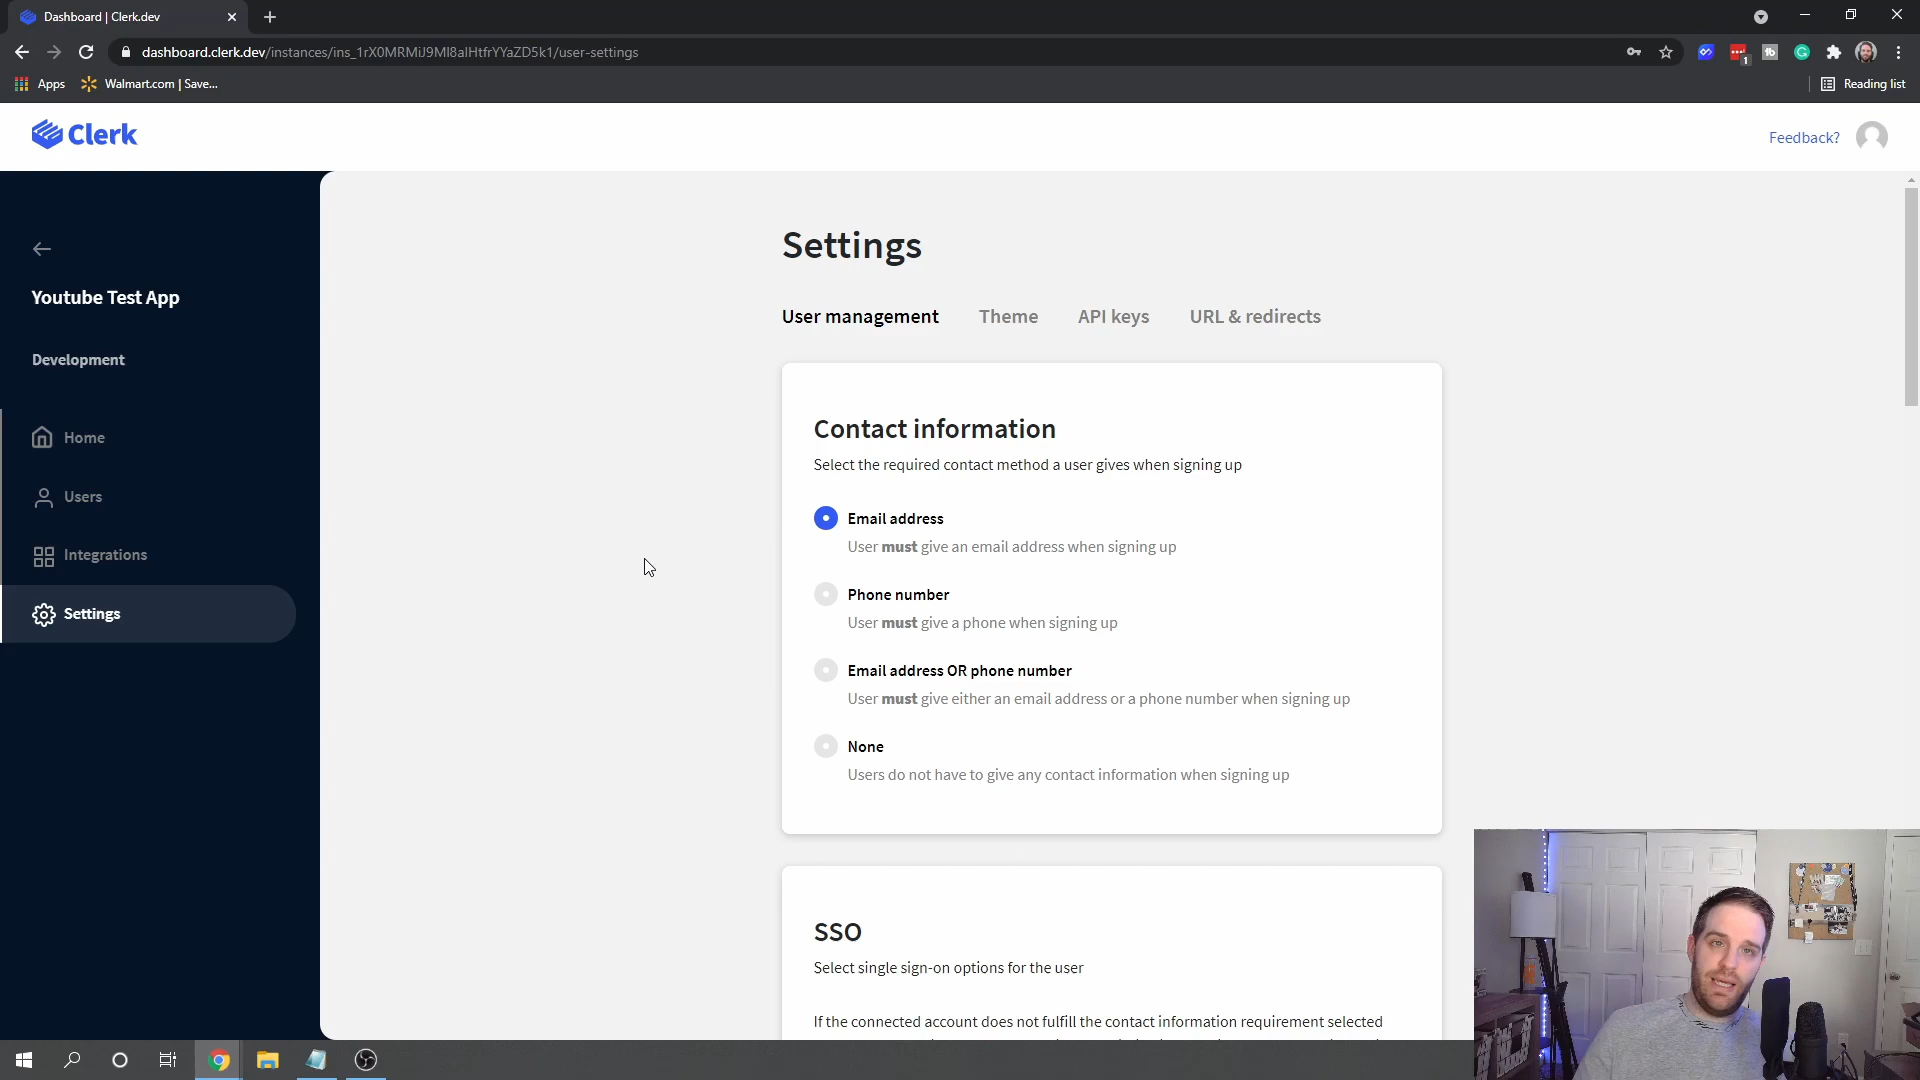 Dashboard | Clerk.dev
dashboard.clerk.dev/instances/ins_1rX0MRMiJ9Ml8alHtfrYYaZD5k1/user-settings
1
Apps
Walmart.com | Save...
Reading list
Clerk
Feedback?
Youtube Test App
Development
Home
Users
Integrations
Settings
Settings
User management
Theme
API keys
URL & redirects
Contact information
Select the required contact method a user gives when signing up
Email address
User must give an email address when signing up
Phone number
User must give a phone when signing up
Email address OR phone number
User must give either an email address or a phone number when signing up
None
Users do not have to give any contact information when signing up
SSO
Select single sign-on options for the user
If the connected account does not fulfill the contact information requirement selected